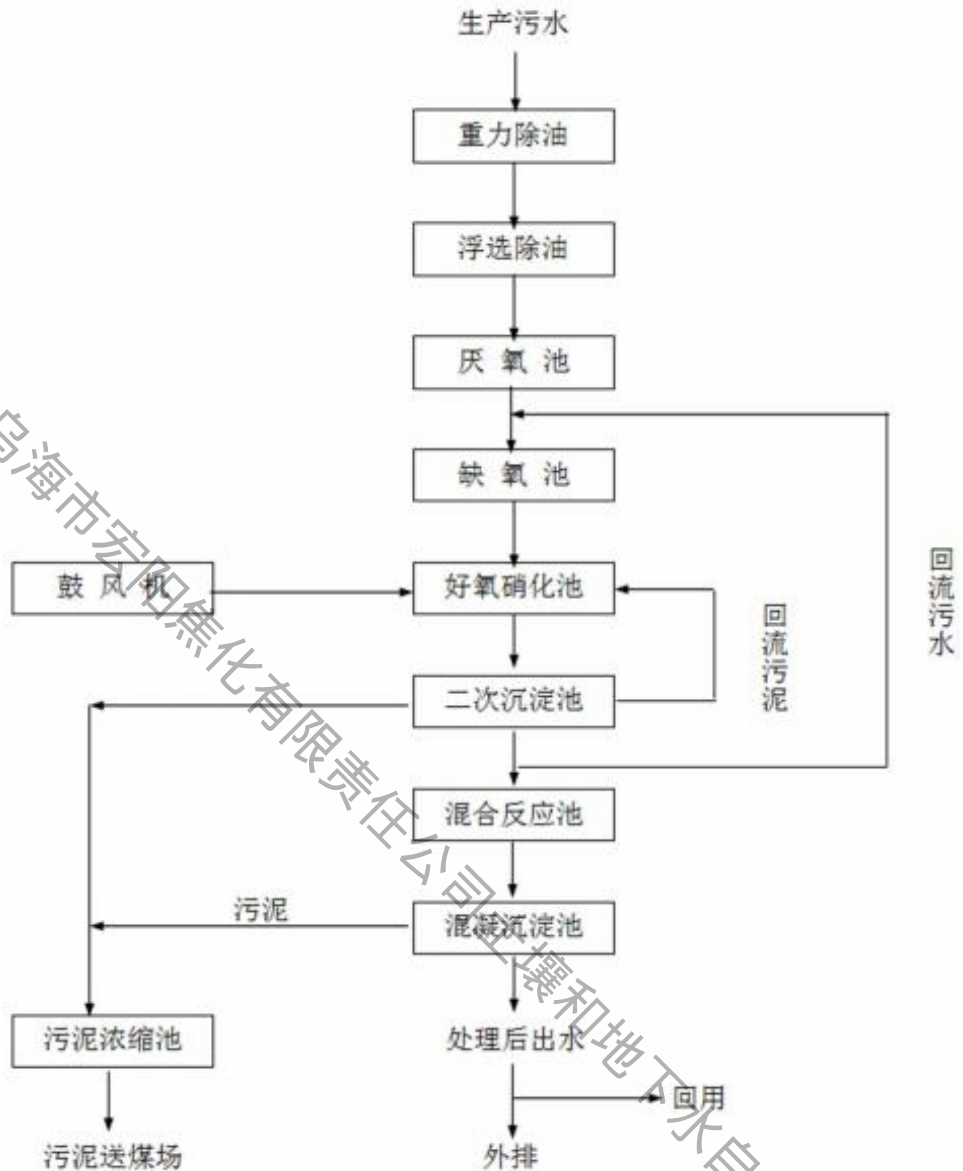 生产污水
重力除油
浮选除油
厌氧池
缺氧池
鼓风机
好氧硝化池
回流污泥
回流污水
二次沉淀池
混合反应池
污泥
混凝沉淀池
污泥浓缩池
处理后出水
回用
污泥送煤场
外排
乌海市宏阳焦化有限责任公司土壤和地下水自